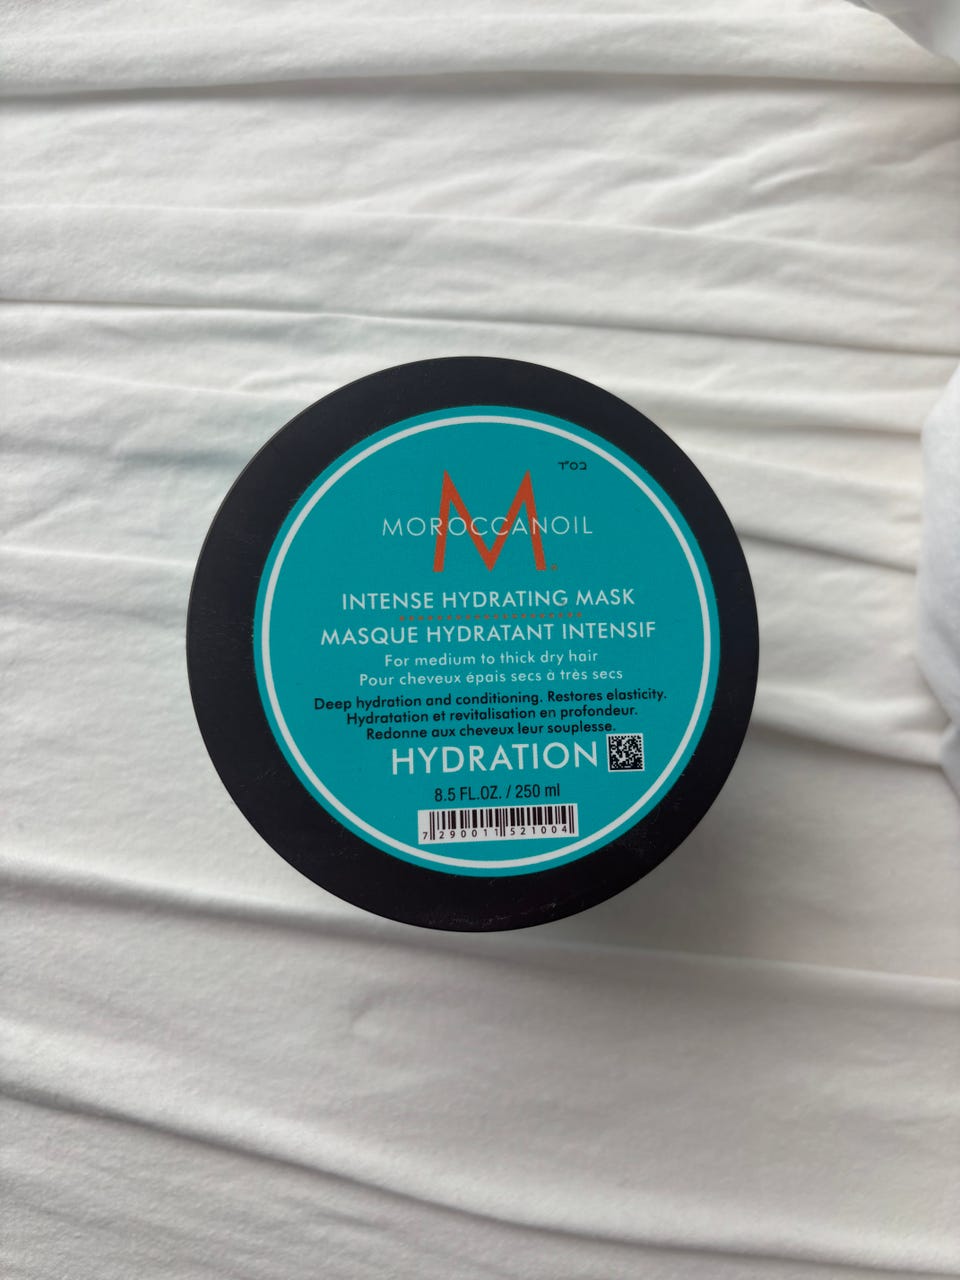 בס"ד
MOROCCANOIL
M
INTENSE HYDRATING MASK
MASQUE HYDRATANT INTENSIF
For medium to thick dry hair
Pour cheveux épais secs à très secs
Deep hydration and conditioning. Restores elasticity.
Hydratation et revitalisation en profondeur.
Redonne aux cheveux leur souplesse.
HYDRATION
8.5 FL.OZ. / 250 ml
7 290011 521004